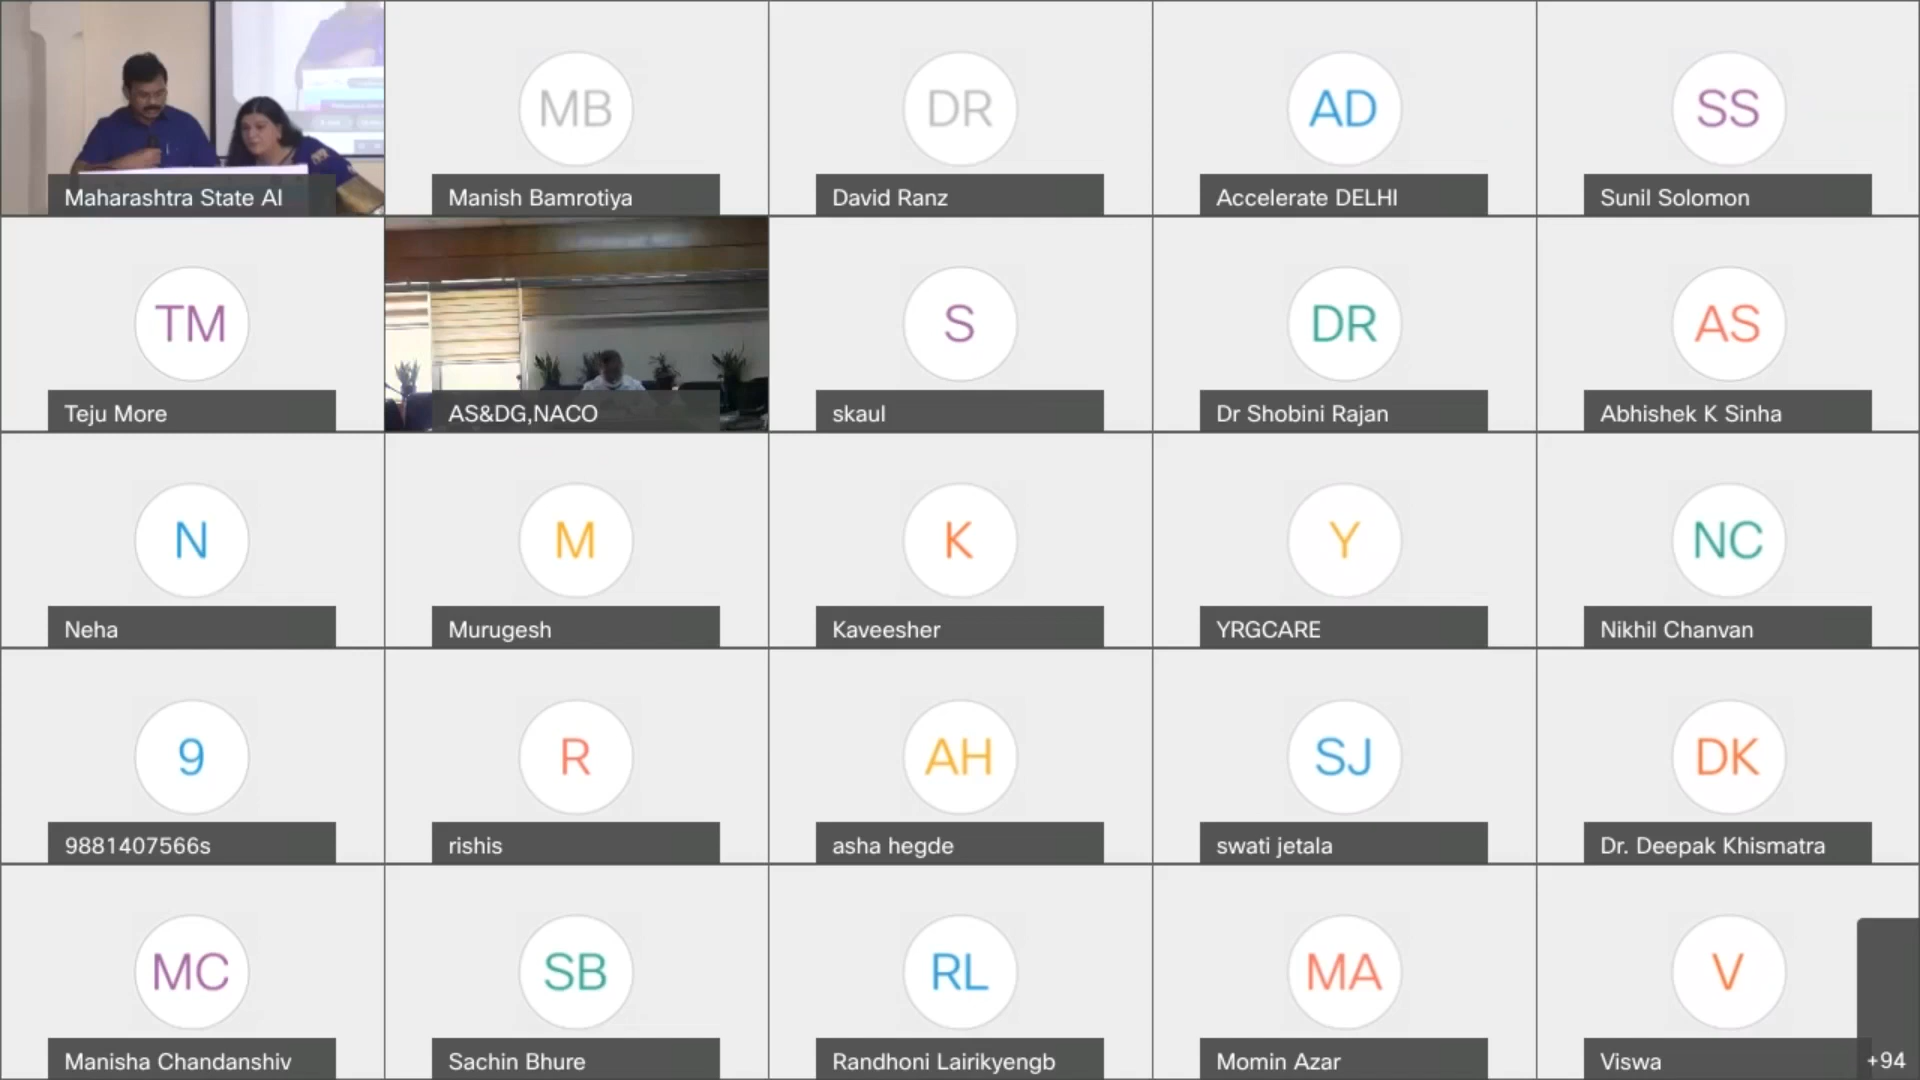 MB
DR
AD
SS
Maharashtra State AI
Manish Bamrotiya
David Ranz
Accelerate DELHI
Sunil Solomon
TM
S
DR
AS
Teju More
AS&DG,NACO
skaul
Dr Shobini Rajan
Abhishek K Sinha
N
M
K
Y
NC
Neha
Murugesh
Kaveesher
YRGCARE
Nikhil Chanvan
9
R
AH
SJ
DK
9881407566s
rishis
asha hegde
swati jetala
Dr. Deepak Khismatra
MC
SB
RL
MA
V
Manisha Chandanshiv
Sachin Bhure
Randhoni Lairikyengb
Momin Azar
Viswa
+94